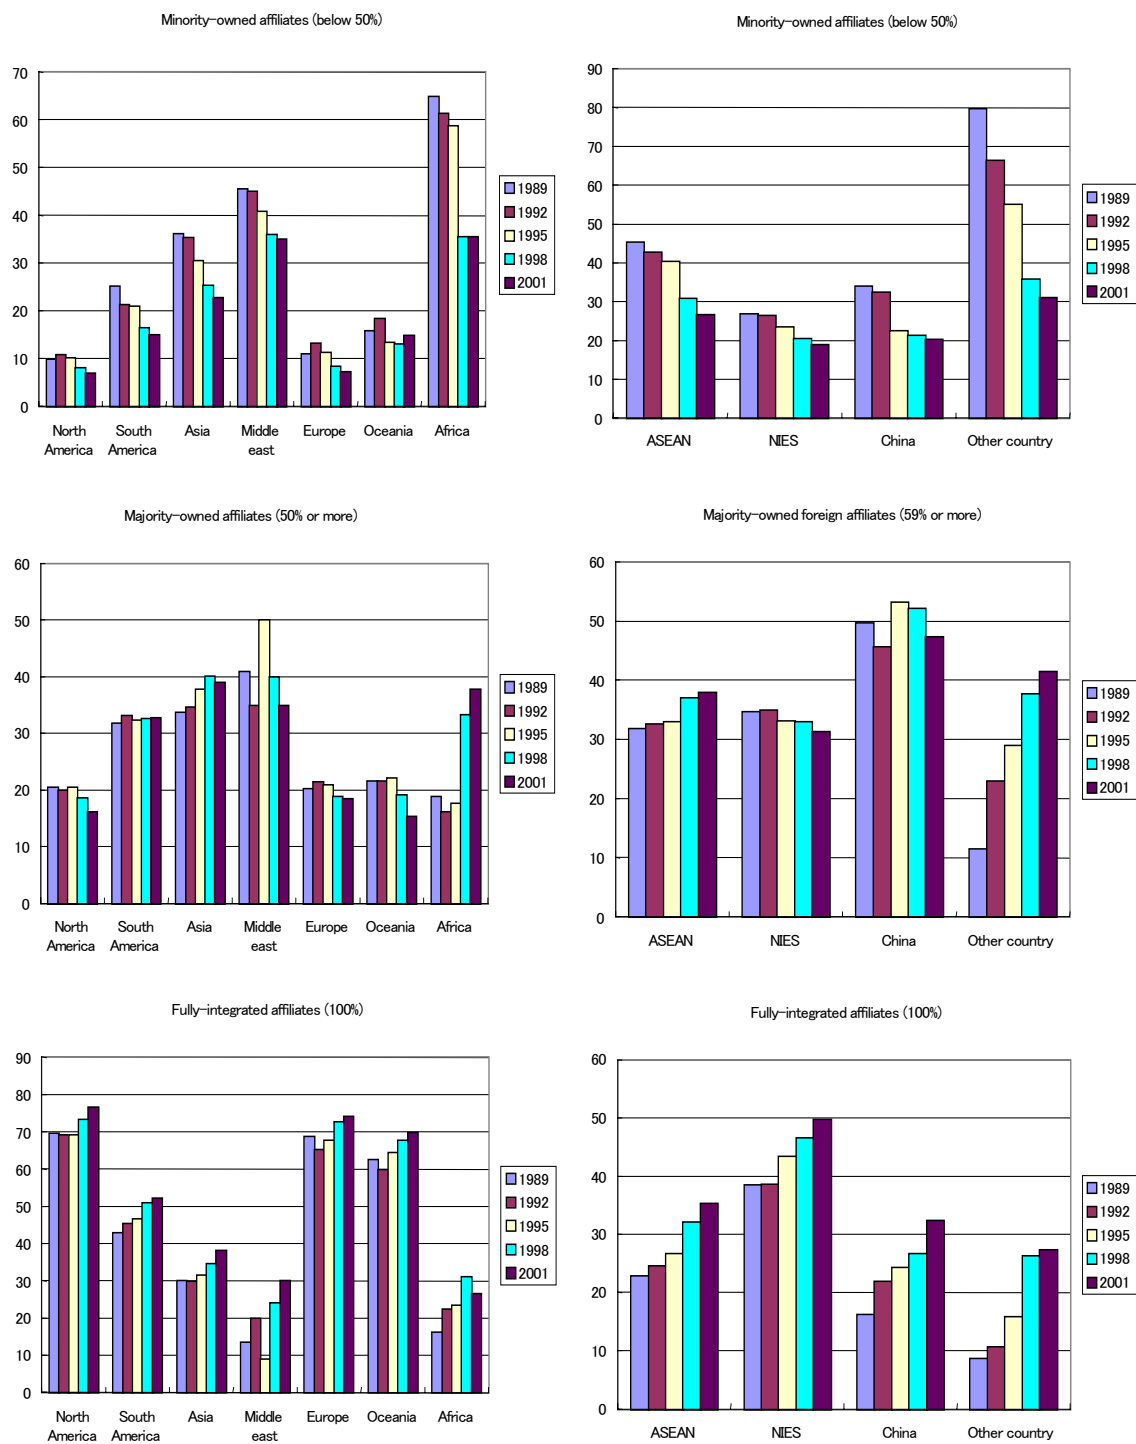 Minority-owned affiliates (below 50%)
70
60
50
40
30
20
10
0
North America
South America
Asia
Middle east
Europe
Oceania
Africa
1989
1992
1995
1998
2001
Minority-owned affiliates (below 50%)
90
80
70
60
50
40
30
20
10
0
ASEAN
NIES
China
Other country
1989
1992
1995
1998
2001
Majority-owned affiliates (50% or more)
60
50
40
30
20
10
0
North America
South America
Asia
Middle east
Europe
Oceania
Africa
1989
1992
1995
1998
2001
Majority-owned foreign affiliates (59% or more)
60
50
40
30
20
10
0
ASEAN
NIES
China
Other country
1989
1992
1995
1998
2001
Fully-integrated affiliates (100%)
90
80
70
60
50
40
30
20
10
0
North America
South America
Asia
Middle east
Europe
Oceania
Africa
1989
1992
1995
1998
2001
Fully-integrated affiliates (100%)
60
50
40
30
20
10
0
ASEAN
NIES
China
Other country
1989
1992
1995
1998
2001